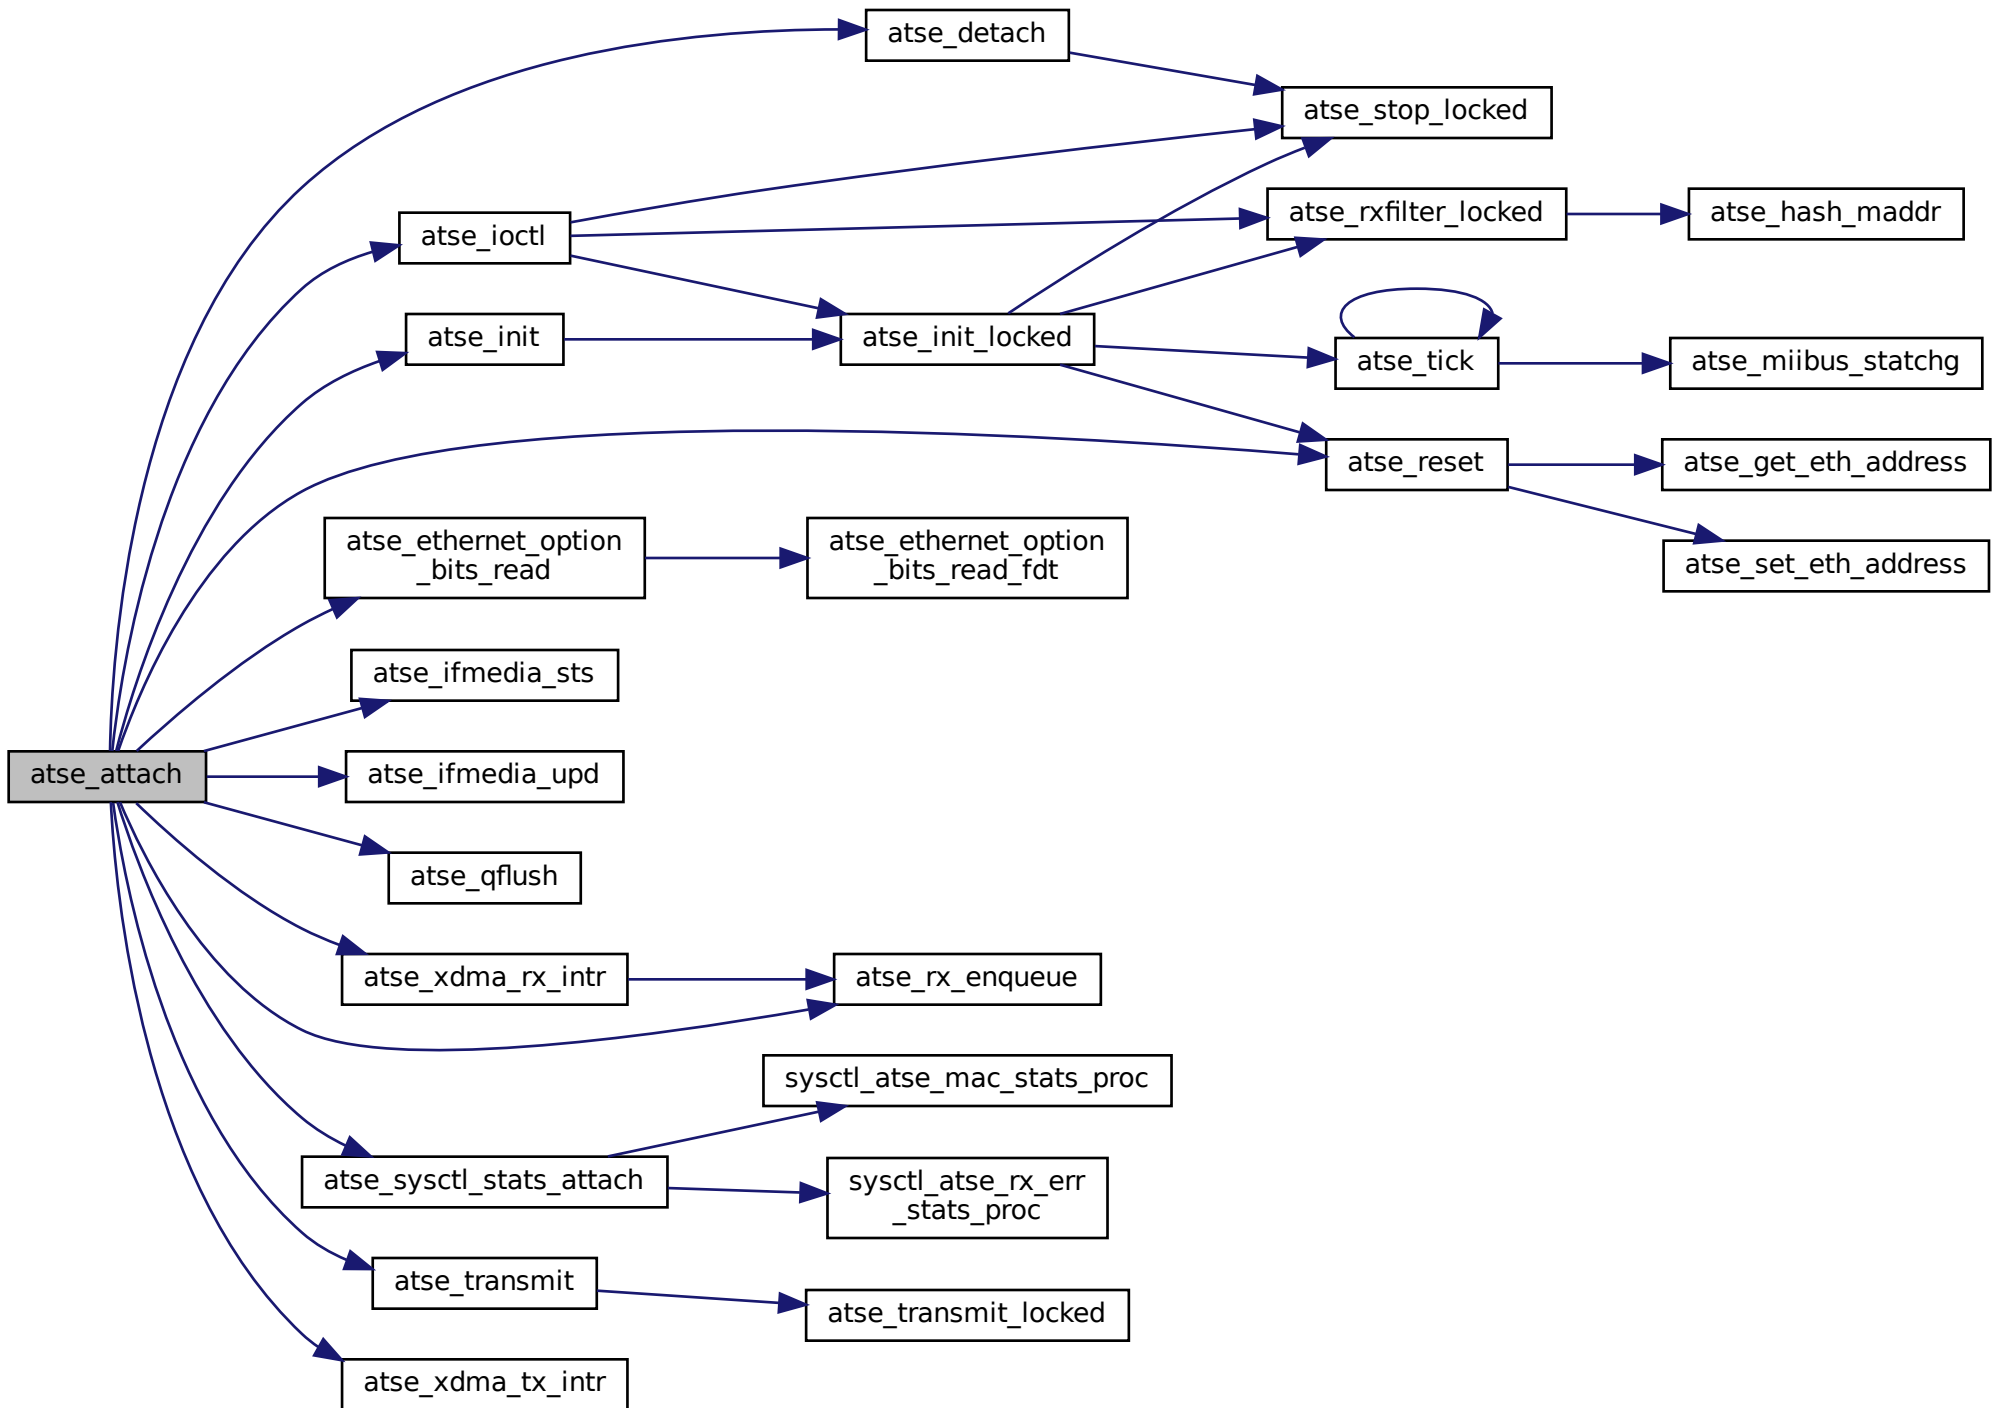 atse_detach
atse_stop_locked
atse_ioctl
atse_rxfilter_locked
atse_hash_maddr
atse_init
atse_init_locked
atse_tick
atse_miibus_statchg
atse_reset
atse_get_eth_address
atse_set_eth_address
atse_ethernet_option
_bits_read
atse_ethernet_option
_bits_read_fdt
atse_ifmedia_sts
atse_attach
atse_ifmedia_upd
atse_qflush
atse_xdma_rx_intr
atse_rx_enqueue
sysctl_atse_mac_stats_proc
atse_sysctl_stats_attach
sysctl_atse_rx_err
_stats_proc
atse_transmit
atse_transmit_locked
atse_xdma_tx_intr